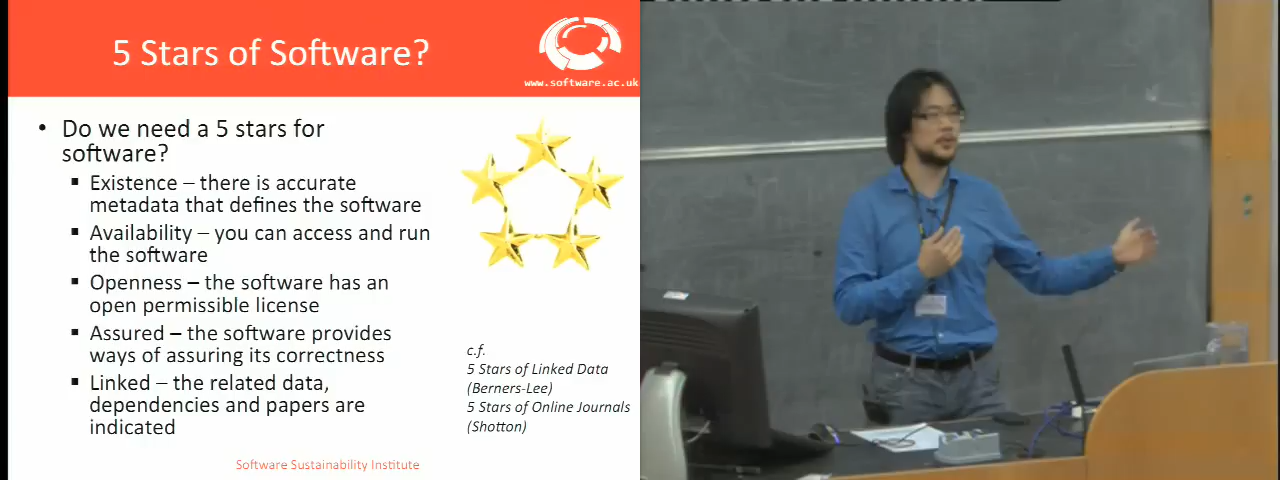 5 Stars of Software?
www.software.ac.uk
• Do we need a 5 stars for
software?
▪ Existence – there is accurate
metadata that defines the software
▪ Availability – you can access and run
the software
▪ Openness – the software has an
open permissible license
▪ Assured – the software provides
ways of assuring its correctness
▪ Linked – the related data,
dependencies and papers are
indicated
c.f.
5 Stars of Linked Data
(Berners-Lee)
5 Stars of Online Journals
(Shotton)
Software Sustainability Institute